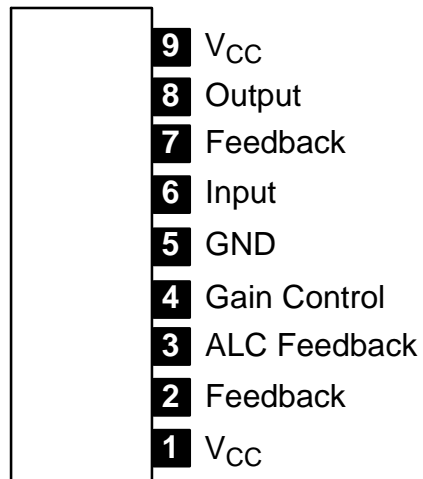 9 VCC
8 Output
7 Feedback
6 Input
5 GND
4 Gain Control
3 ALC Feedback
2 Feedback
1 VCC